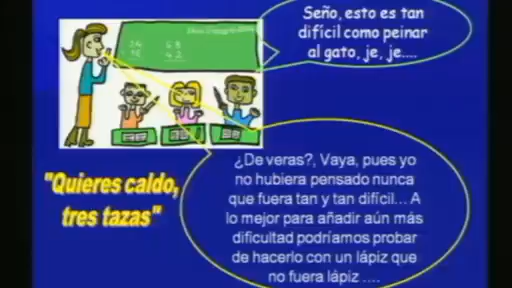 Seño, esto es tan
difícil como peinar
al gato, je, je....
"Quieres caldo,
tres tazas"
¿De veras?, Vaya, pues yo
no hubiera pensado nunca
que fuera tan y tan difícil... A
lo mejor para añadir aún más
dificultad podríamos probar
de hacerlo con un lápiz que
no fuera lápiz ....